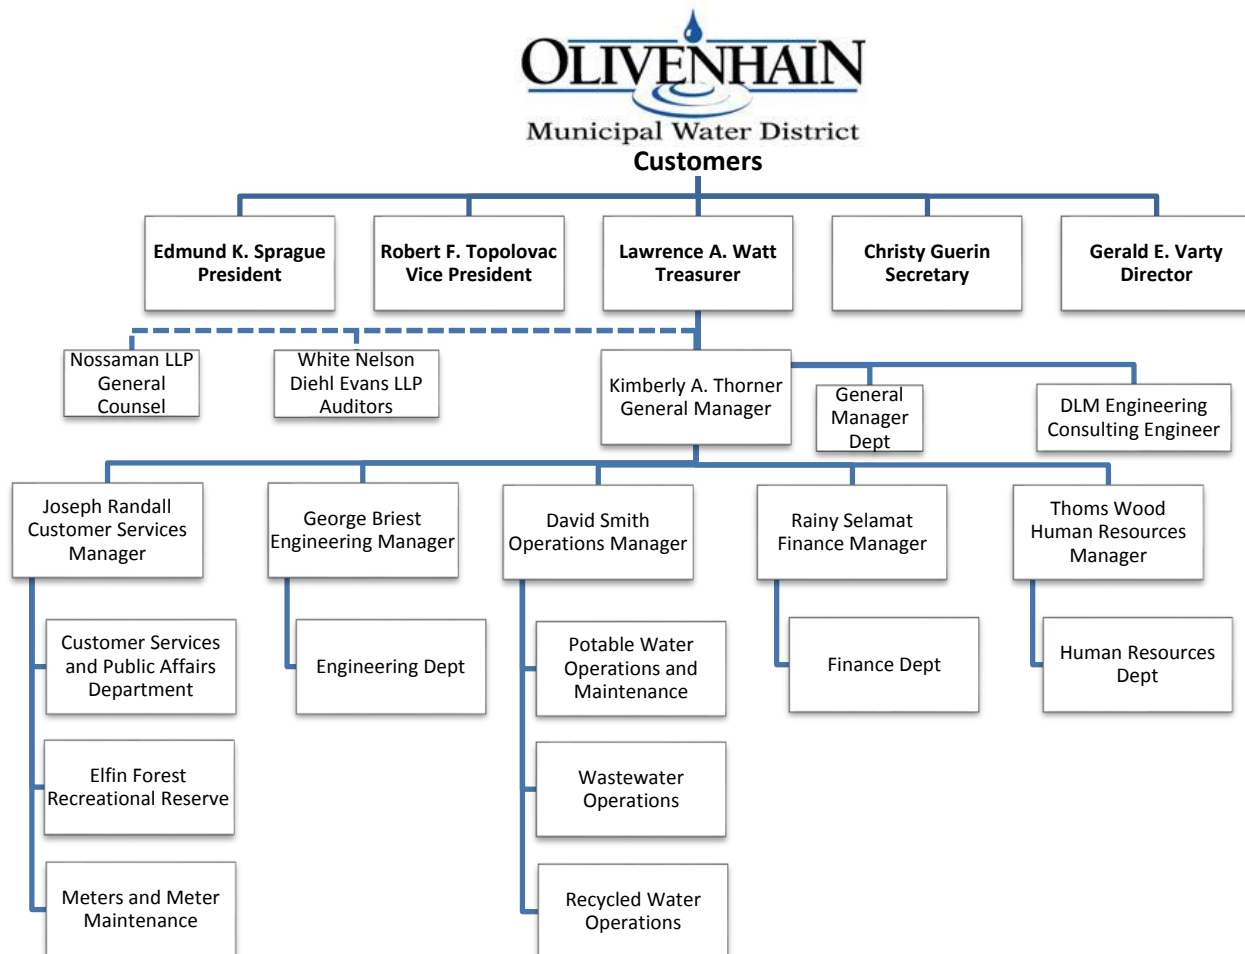 OLIVENHAIN
Municipal Water District
Customers
Edmund K. Sprague
President
Robert F. Topolovac
Vice President
Lawrence A. Watt
Treasurer
Christy Guerin
Secretary
Gerald E. Varty
Director
Nossaman LLP
General
Counsel
White Nelson
Diehl Evans LLP
Auditors
Kimberly A. Thorner
General Manager
General
Manager
Dept
DLM Engineering
Consulting Engineer
Joseph Randall
Customer Services
Manager
George Briest
Engineering Manager
David Smith
Operations Manager
Rainy Selamat
Finance Manager
Thoms Wood
Human Resources
Manager
Customer Services
and Public Affairs
Department
Engineering Dept
Potable Water
Operations and
Maintenance
Finance Dept
Human Resources
Dept
Elfin Forest
Recreational Reserve
Wastewater
Operations
Meters and Meter
Maintenance
Recycled Water
Operations